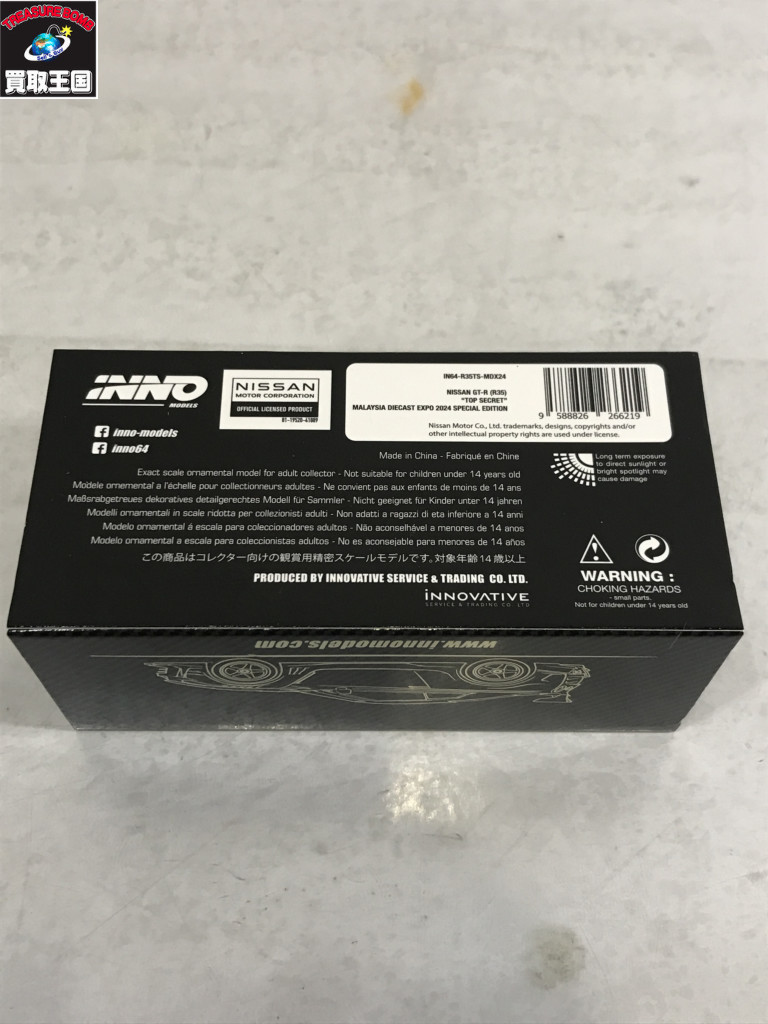 TREASURE BOMB
Sell & Buy
買取王国
INNO
MODELS
inno-models
inno64
NISSAN
MOTOR CORPORATION
OFFICIAL LICENSED PRODUCT
IN64-R35TS-MDX24
NISSAN GT-R (R35)
"TOP SECRET"
MALAYSIA DIECAST EXPO 2024 SPECIAL EDITION
9 588826 266219
Nissan Motor Co., Ltd. trademarks, designs, copyrights and/or
other intellectual property rights are used under license.
Made in China - Fabriqué en Chine
Long term exposure
to direct sunlight or
bright spotlight may
cause damage
Exact scale ornamental model for adult collector - Not suitable for children under 14 years old
Modele ornamental a l'échelle pour collectionneurs adultes - Ne convient pas aux enfants de moins de 14 ans
Maßsrabgetreues dekoratives detailgerechtes Modell für Sammler - Nicht geeignet für Kinder unter 14 jahren
Modelli ornamentali in scale ridotta per collezionisti adulti - Non adatti a ragazzi di eta inferiore a 14 anni
Modelo ornamental á escala para coleccionadores adultos - Não aconselhável a menores de 14 anos
Modelo ornamental a escala para coleccionistas adultos - No es aconsejable para menores de 14 años
この商品はコレクター向けの観賞用精密スケールモデルです。対象年齢14歳以上
PRODUCED BY INNOVATIVE SERVICE & TRADING CO. LTD.
INNOVATIVE
SERVICE & TRADING CO. LTD
WARNING :
CHOKING HAZARDS
- small parts.
Not for children under 14 years old
www.innomodels.com